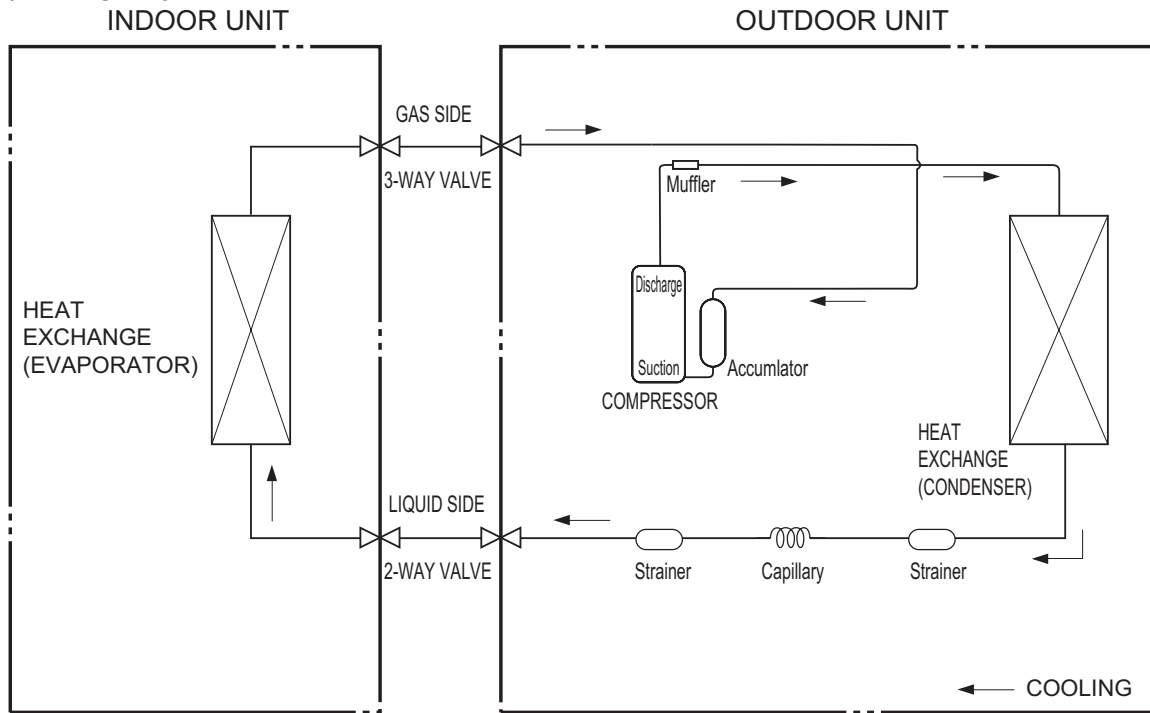 INDOOR UNIT
OUTDOOR UNIT
GAS SIDE
3-WAY VALVE
Muffler
Discharge
Suction
Accumlator
COMPRESSOR
HEAT
EXCHANGE
(EVAPORATOR)
HEAT
EXCHANGE
(CONDENSER)
LIQUID SIDE
2-WAY VALVE
Strainer
Capillary
Strainer
COOLING